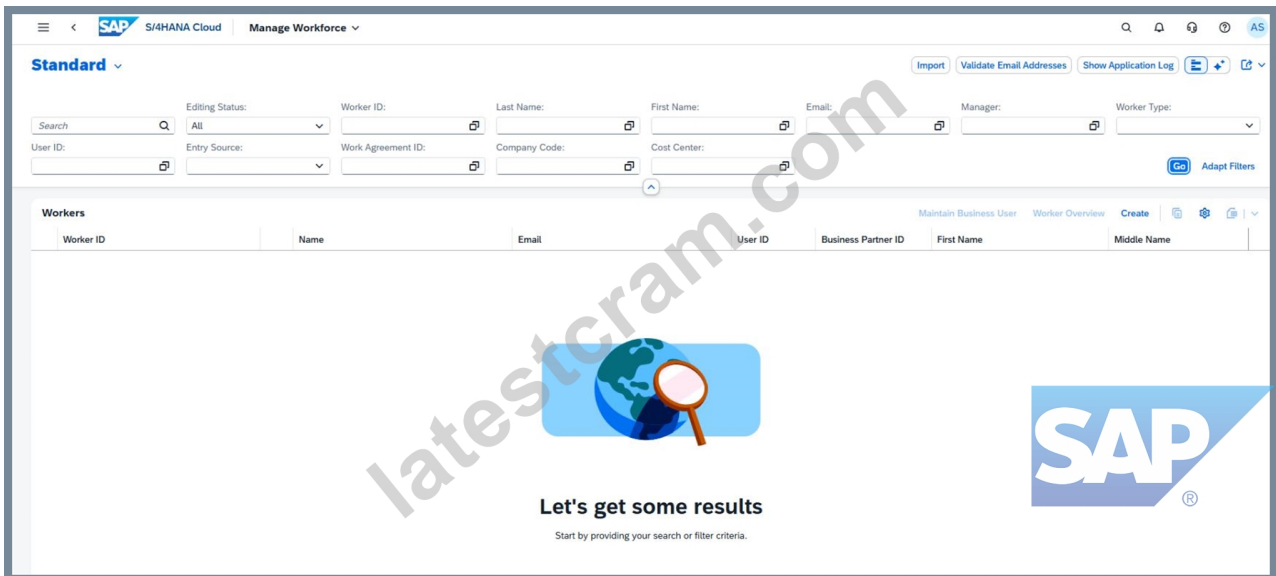 SAP S/4HANA Cloud Manage Workforce AS
Standard Import Validate Email Addresses Show Application Log
Editing Status: Worker ID: Last Name: First Name: Email: Manager: Worker Type:
Search All
User ID: Entry Source: Work Agreement ID: Company Code: Cost Center:
Go Adapt Filters
Workers Maintain Business User Worker Overview Create
Worker ID Name Email User ID Business Partner ID First Name Middle Name
latestcram.com
SAP ®
Let's get some results
Start by providing your search or filter criteria.